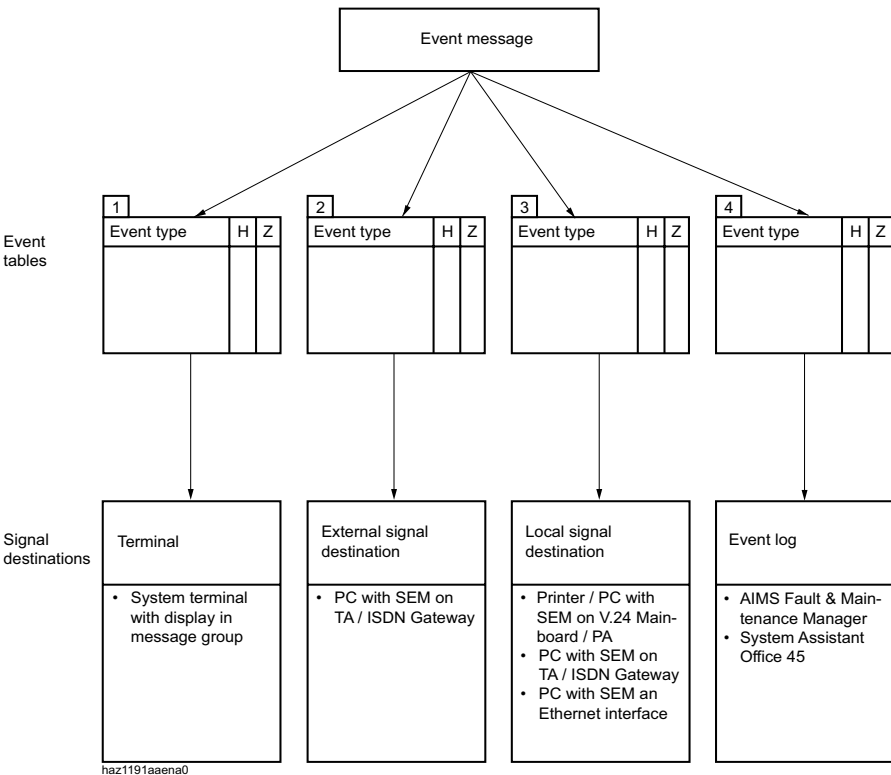 Event message
Event
tables
1
Event type H Z
2
Event type H Z
3
Event type H Z
4
Event type H Z
Signal
destinations
Terminal
• System terminal
with display in
message group
External signal
destination
• PC with SEM on
TA / ISDN Gateway
Local signal
destination
• Printer / PC with
SEM on V.24 Main-
board / PA
• PC with SEM on
TA / ISDN Gateway
• PC with SEM an
Ethernet interface
Event log
• AIMS Fault & Main-
tenance Manager
• System Assistant
Office 45
haz1191aaena0